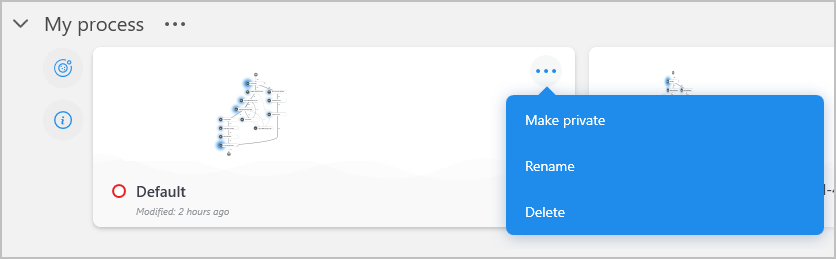 My process
Default
Modified: 2 hours ago
Make private
Rename
Delete